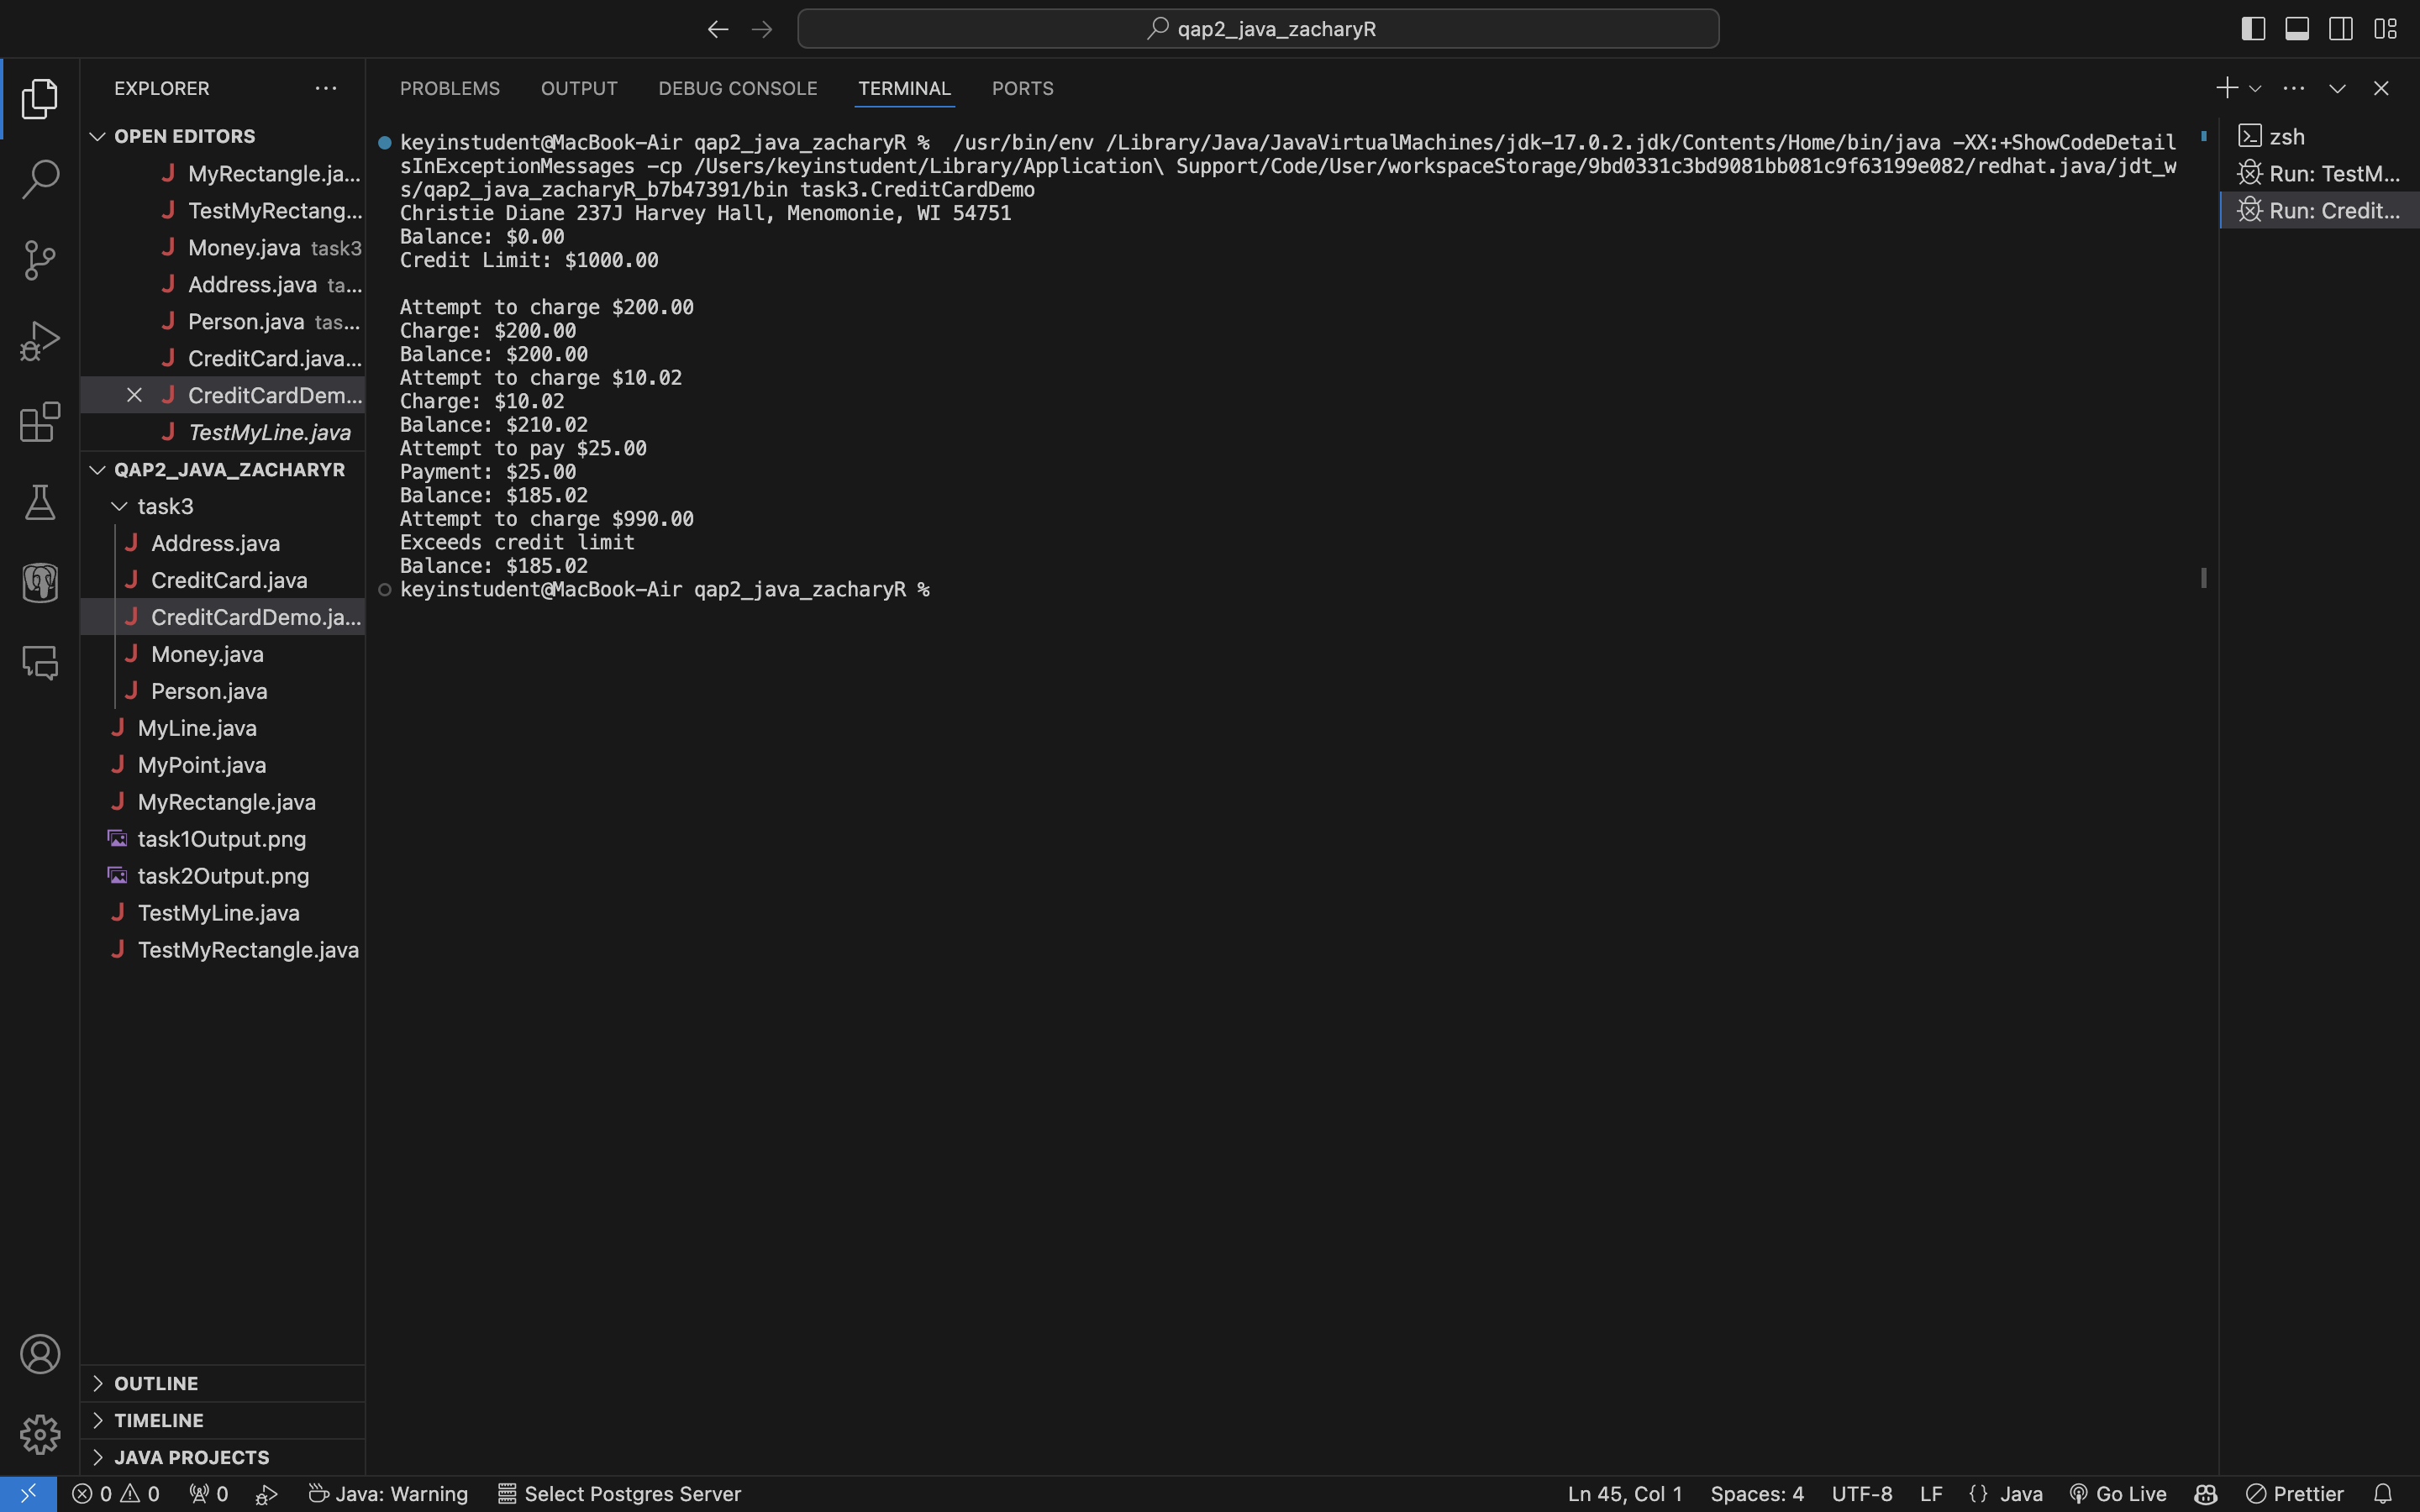 qap2_java_zacharyR
EXPLORER
OPEN EDITORS
MyRectangle.ja...
TestMyRectang...
Money.java task3
Address.java ta...
Person.java tas...
CreditCard.java...
CreditCardDem...
TestMyLine.java
QAP2_JAVA_ZACHARYR
task3
Address.java
CreditCard.java
CreditCardDemo.ja...
Money.java
Person.java
MyLine.java
MyPoint.java
MyRectangle.java
task1Output.png
task2Output.png
TestMyLine.java
TestMyRectangle.java
OUTLINE
TIMELINE
JAVA PROJECTS
PROBLEMS OUTPUT DEBUG CONSOLE TERMINAL PORTS
keyinstudent@MacBook-Air qap2_java_zacharyR % /usr/bin/env /Library/Java/JavaVirtualMachines/jdk-17.0.2.jdk/Contents/Home/bin/java -XX:+ShowCodeDetail
sInExceptionMessages -cp /Users/keyinstudent/Library/Application\ Support/Code/User/workspaceStorage/9bd0331c3bd9081bb081c9f63199e082/redhat.java/jdt_w
s/qap2_java_zacharyR_b7b47391/bin task3.CreditCardDemo
Christie Diane 237J Harvey Hall, Menomonie, WI 54751
Balance: $0.00
Credit Limit: $1000.00
Attempt to charge $200.00
Charge: $200.00
Balance: $200.00
Attempt to charge $10.02
Charge: $10.02
Balance: $210.02
Attempt to pay $25.00
Payment: $25.00
Balance: $185.02
Attempt to charge $990.00
Exceeds credit limit
Balance: $185.02
keyinstudent@MacBook-Air qap2_java_zacharyR %
zsh
Run: TestM...
Run: Credit...
0 0 0 Java: Warning Select Postgres Server Ln 45, Col 1 Spaces: 4 UTF-8 LF {} Java Go Live Prettier